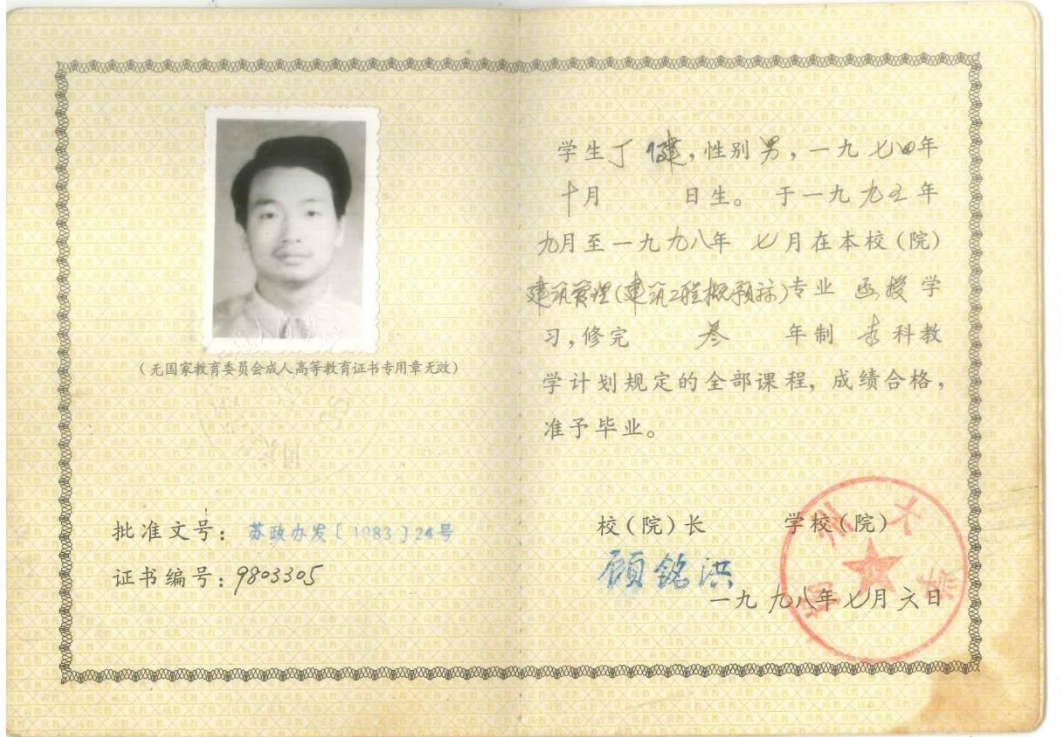 (无国家教育委员会成人高等教育证书专用章无效)
批准文号：苏政办发〔1983〕24号
证书编号：9803305
学生丁健，性别男，一九七四年
十月 日生。于一九九五年
九月至一九九八年七月在本校(院)
建筑管理(建筑工程概预标)专业函授学
习，修完 叁 年制 专科教
学计划规定的全部课程，成绩合格，
准予毕业。
校(院)长 学校(院)
顾铭洪
一九九八年七月六日
州大学